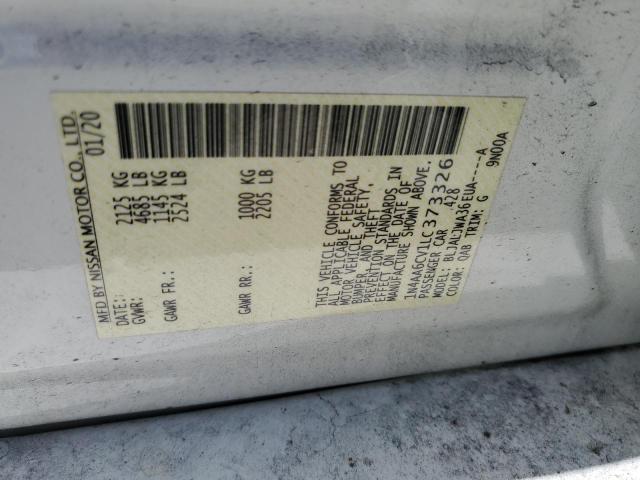 MFD BY NISSAN MOTOR CO., LTD.
DATE: 01/20
GVWR: 2125 KG
4685 LB
GAWR FR.: 1145 KG
2524 LB
GAWR RR.: 1000 KG
2205 LB
THIS VEHICLE CONFORMS TO
ALL APPLICABLE FEDERAL
MOTOR VEHICLE SAFETY,
BUMPER, AND THEFT
PREVENTION STANDARDS IN
EFFECT ON THE DATE OF
MANUFACTURE SHOWN ABOVE.
1N4AA6CV1LC373326
PASSENGER CAR 428
MODEL: BLJALJWA36EUA----A
COLOR: QAB TRIM: G 9N00A